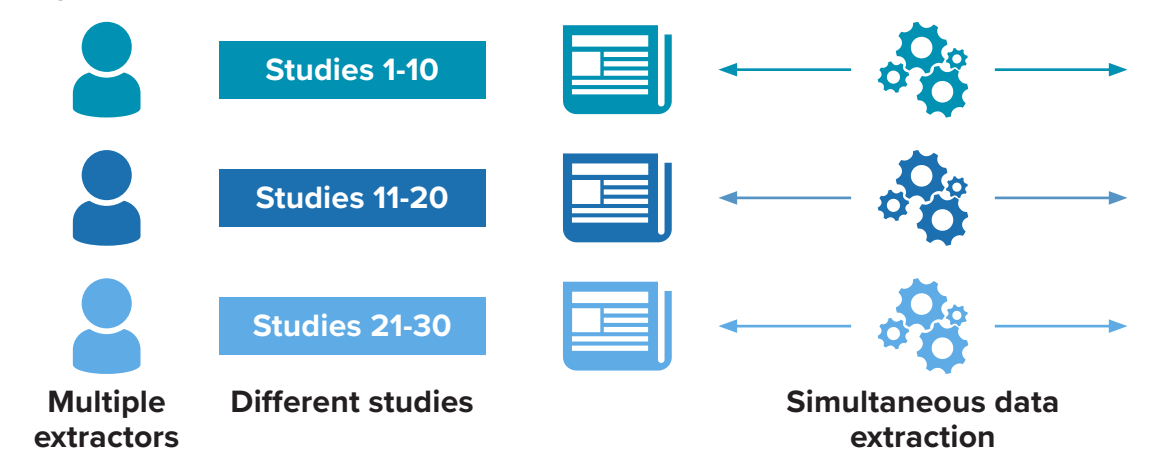 Studies 1-10
Studies 11-20
Studies 21-30
Multiple
extractors
Different studies
Simultaneous data
extraction